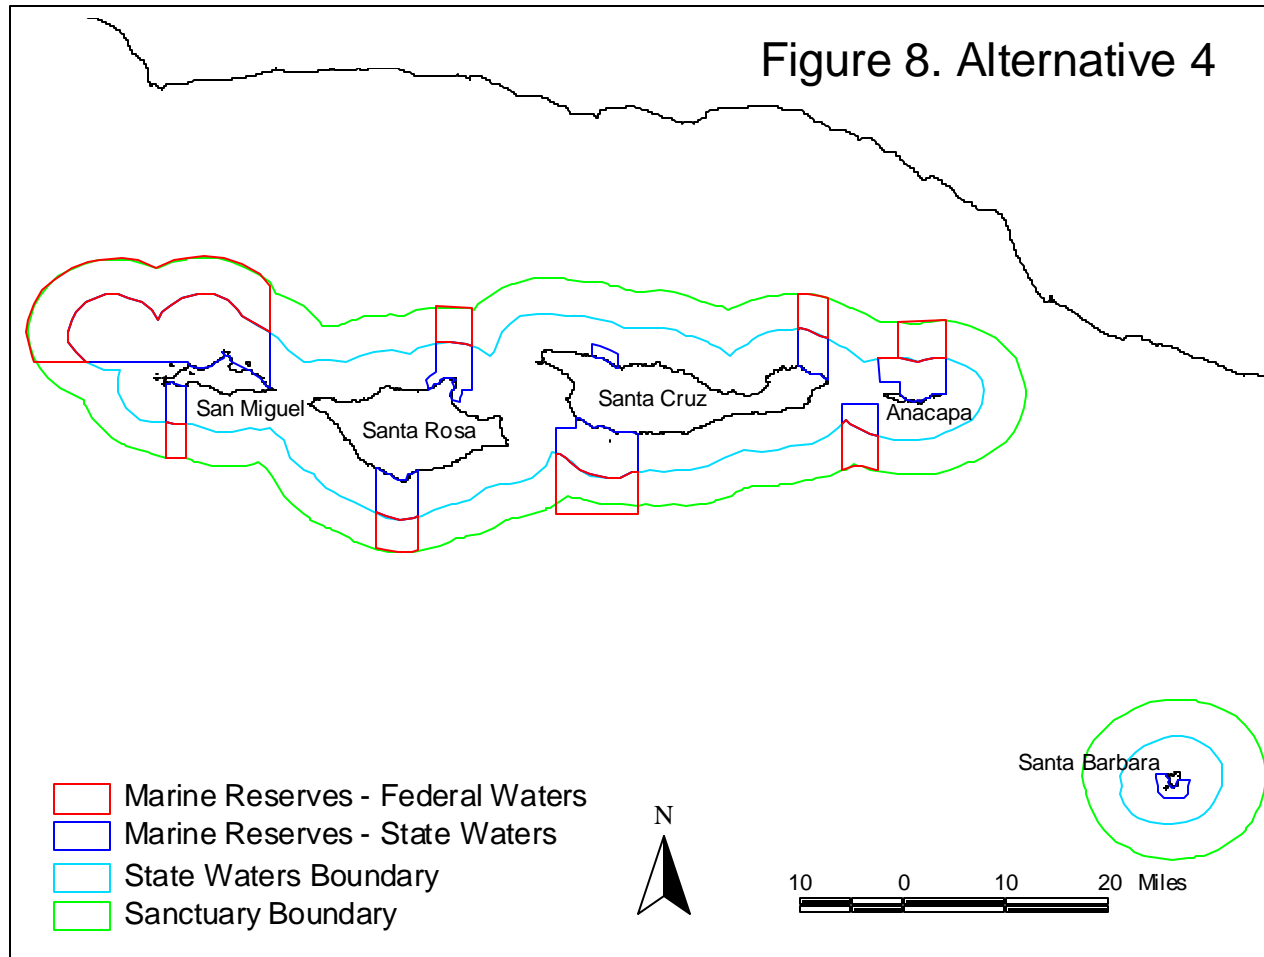 Figure 8. Alternative 4
San Miguel
Santa Rosa
Santa Cruz
Anacapa
Santa Barbara
Marine Reserves - Federal Waters
Marine Reserves - State Waters
State Waters Boundary
Sanctuary Boundary
N
10 0 10 20 Miles